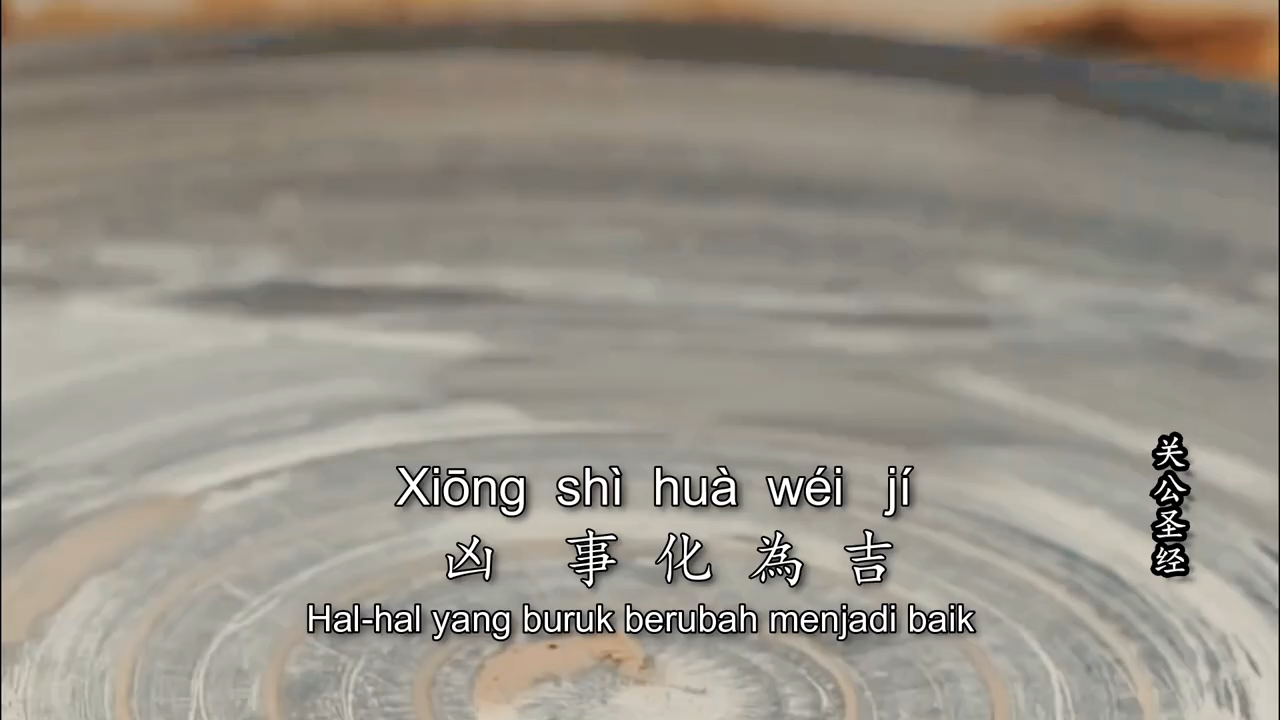 Xiōng shì huà wéi jí
凶 事 化 為 吉
Hal-hal yang buruk berubah menjadi baik
关公圣经